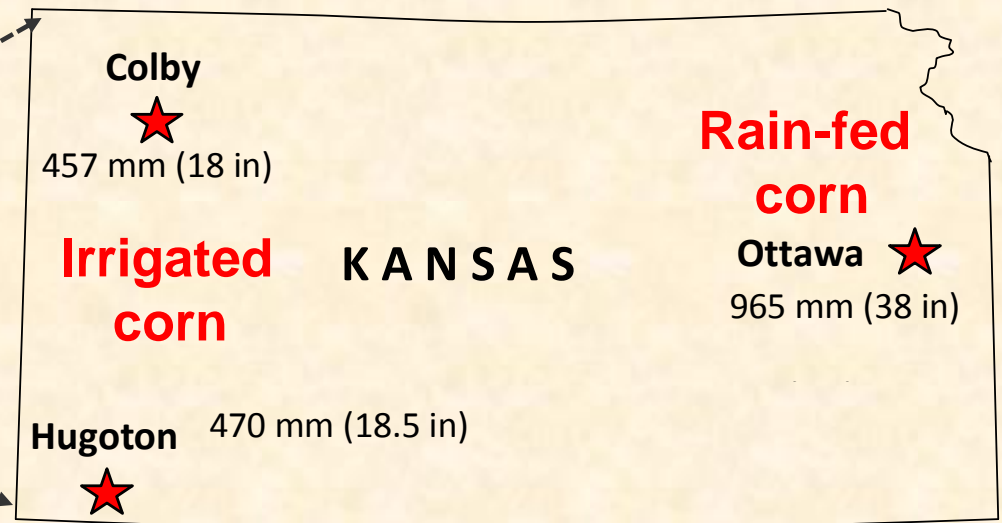 Colby
457 mm (18 in)
Rain-fed
corn
Irrigated
corn
K A N S A S
Ottawa
965 mm (38 in)
Hugoton
470 mm (18.5 in)